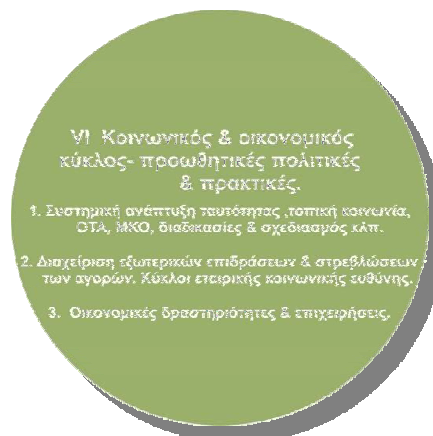 VI Κοινωνικός & οικονομικός
κύκλος- προωθητικές πολιτικές
& πρακτικές.
1. Συστημική ανάπτυξη ταυτότητας ,τοπική κοινωνία,
ΟΤΑ, ΜΚΟ, διαδικασίες & σχεδιασμός κλπ.
2. Διαχείριση εξωτερικών επιδράσεων & στρεβλώσεων -
των αγορών. Κύκλοι εταιρικής κοινωνικής ευθύνης.
3. Οικονομικές δραστηριότητες & επιχειρήσεις.